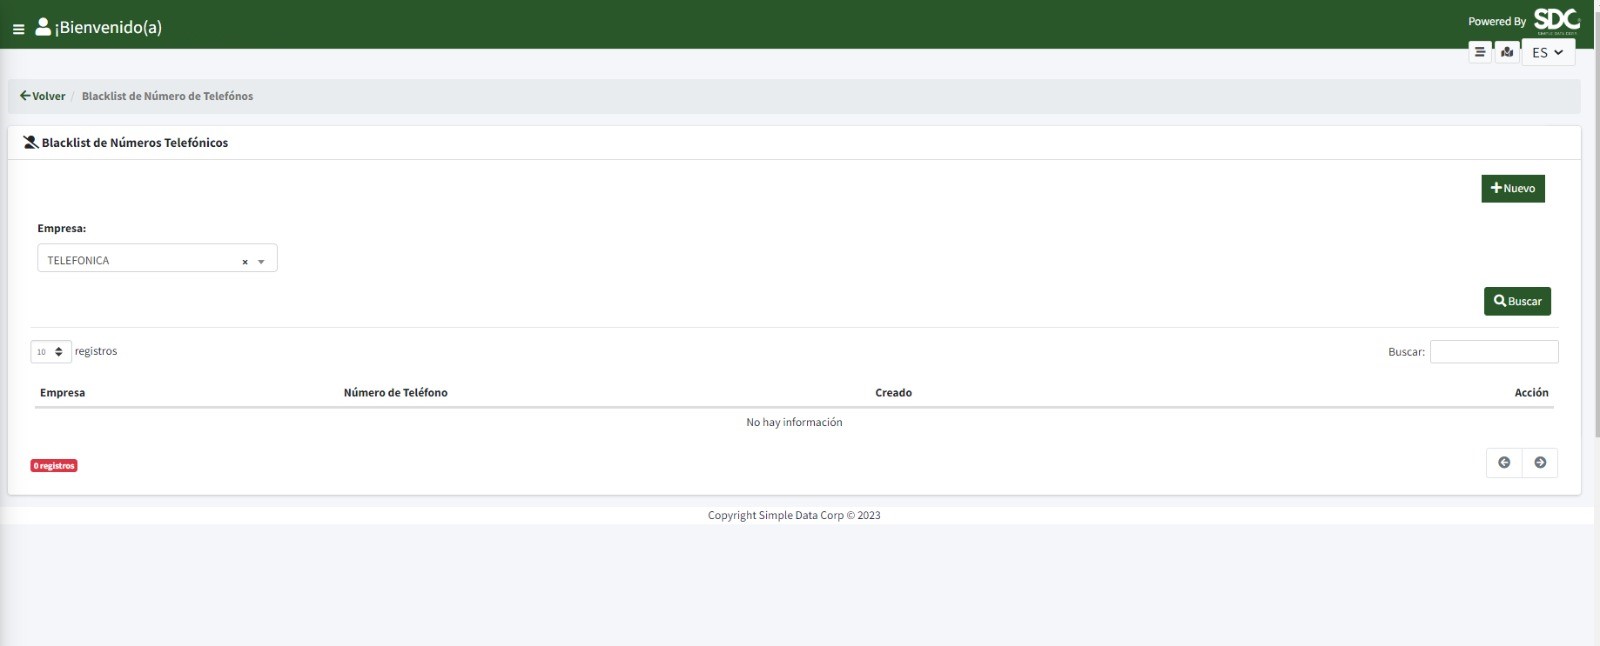 ¡Bienvenido(a)
Powered By SDC
ES
Volver / Blacklist de Número de Telefónos
Blacklist de Números Telefónicos
Nuevo
Empresa:
TELEFONICA
Buscar
10 registros
Buscar:
Empresa Número de Teléfono Creado Acción
No hay información
0 registros
Copyright Simple Data Corp © 2023